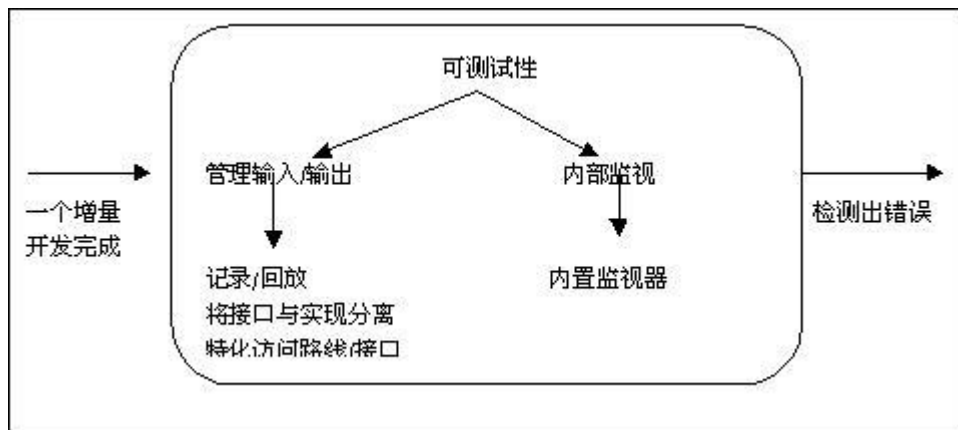 可测试性
管理输入/输出
内部监视
一个增量
开发完成
检测出错误
记录/回放
内置监视器
将接口与实现分离
特化访问路线/接口